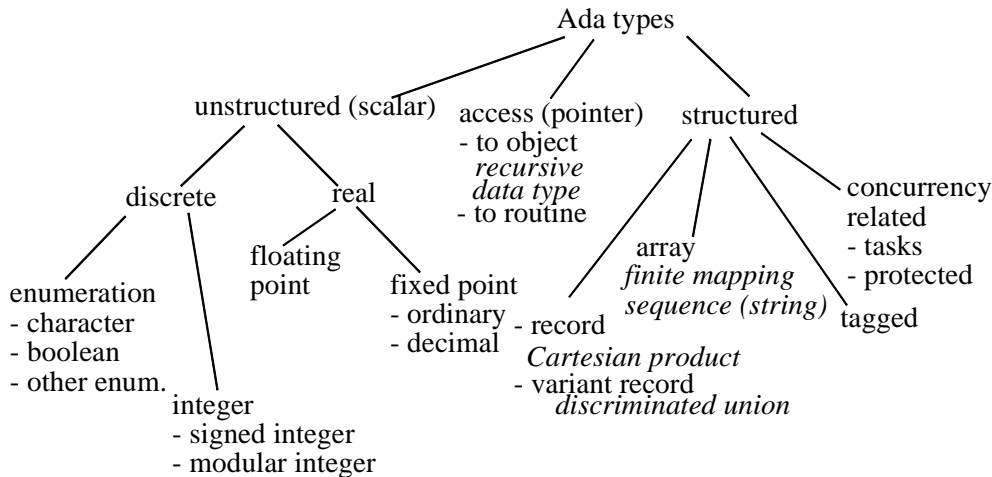 Ada types
unstructured (scalar)
access (pointer)
- to object
recursive
data type
- to routine
structured
discrete
real
enumeration
- character
- boolean
- other enum.
integer
- signed integer
- modular integer
floating
point
fixed point
- ordinary
- decimal
- record
Cartesian product
- variant record
discriminated union
array
finite mapping
sequence (string)
tagged
concurrency
related
- tasks
- protected